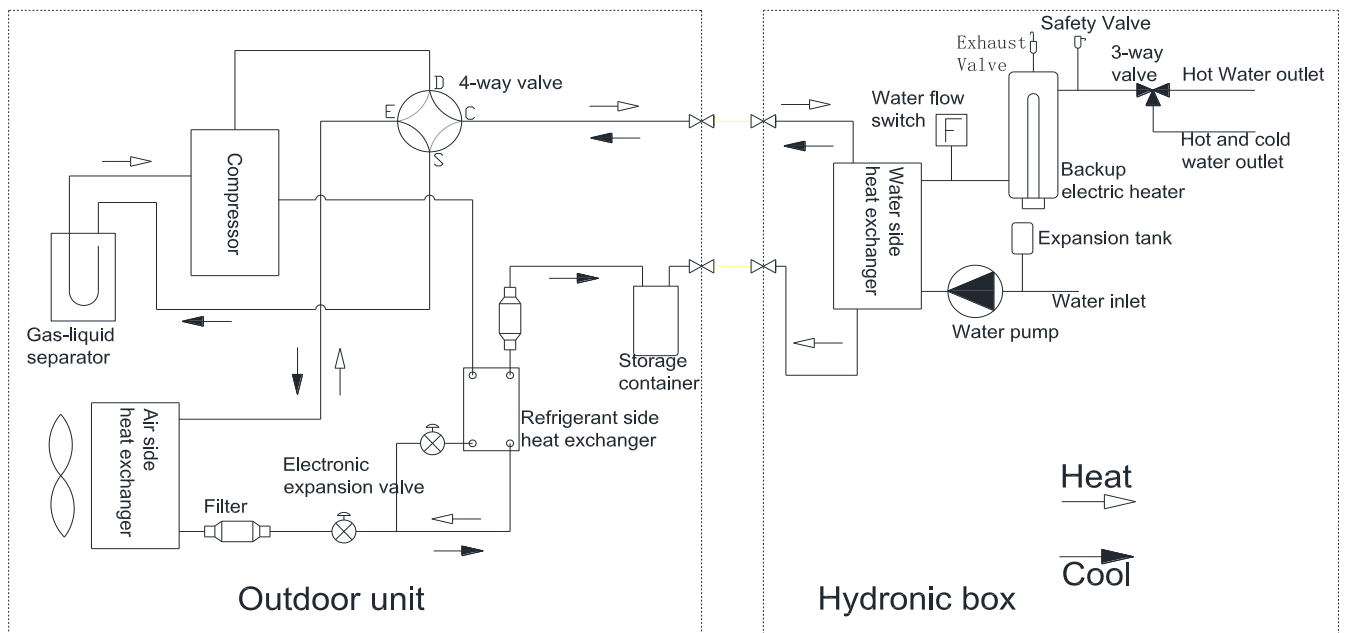 D
4-way valve
E
C
S
Compressor
Gas-liquid
separator
Air side
heat exchanger
Filter
Electronic
expansion valve
Refrigerant side
heat exchanger
Storage
container
Outdoor unit
Safety Valve
Exhaust
Valve
3-way
valve
Hot Water outlet
Water flow
switch
F
Hot and cold
water outlet
Backup
electric heater
Water side
heat exchanger
Expansion tank
Water inlet
Water pump
Heat
Cool
Hydronic box